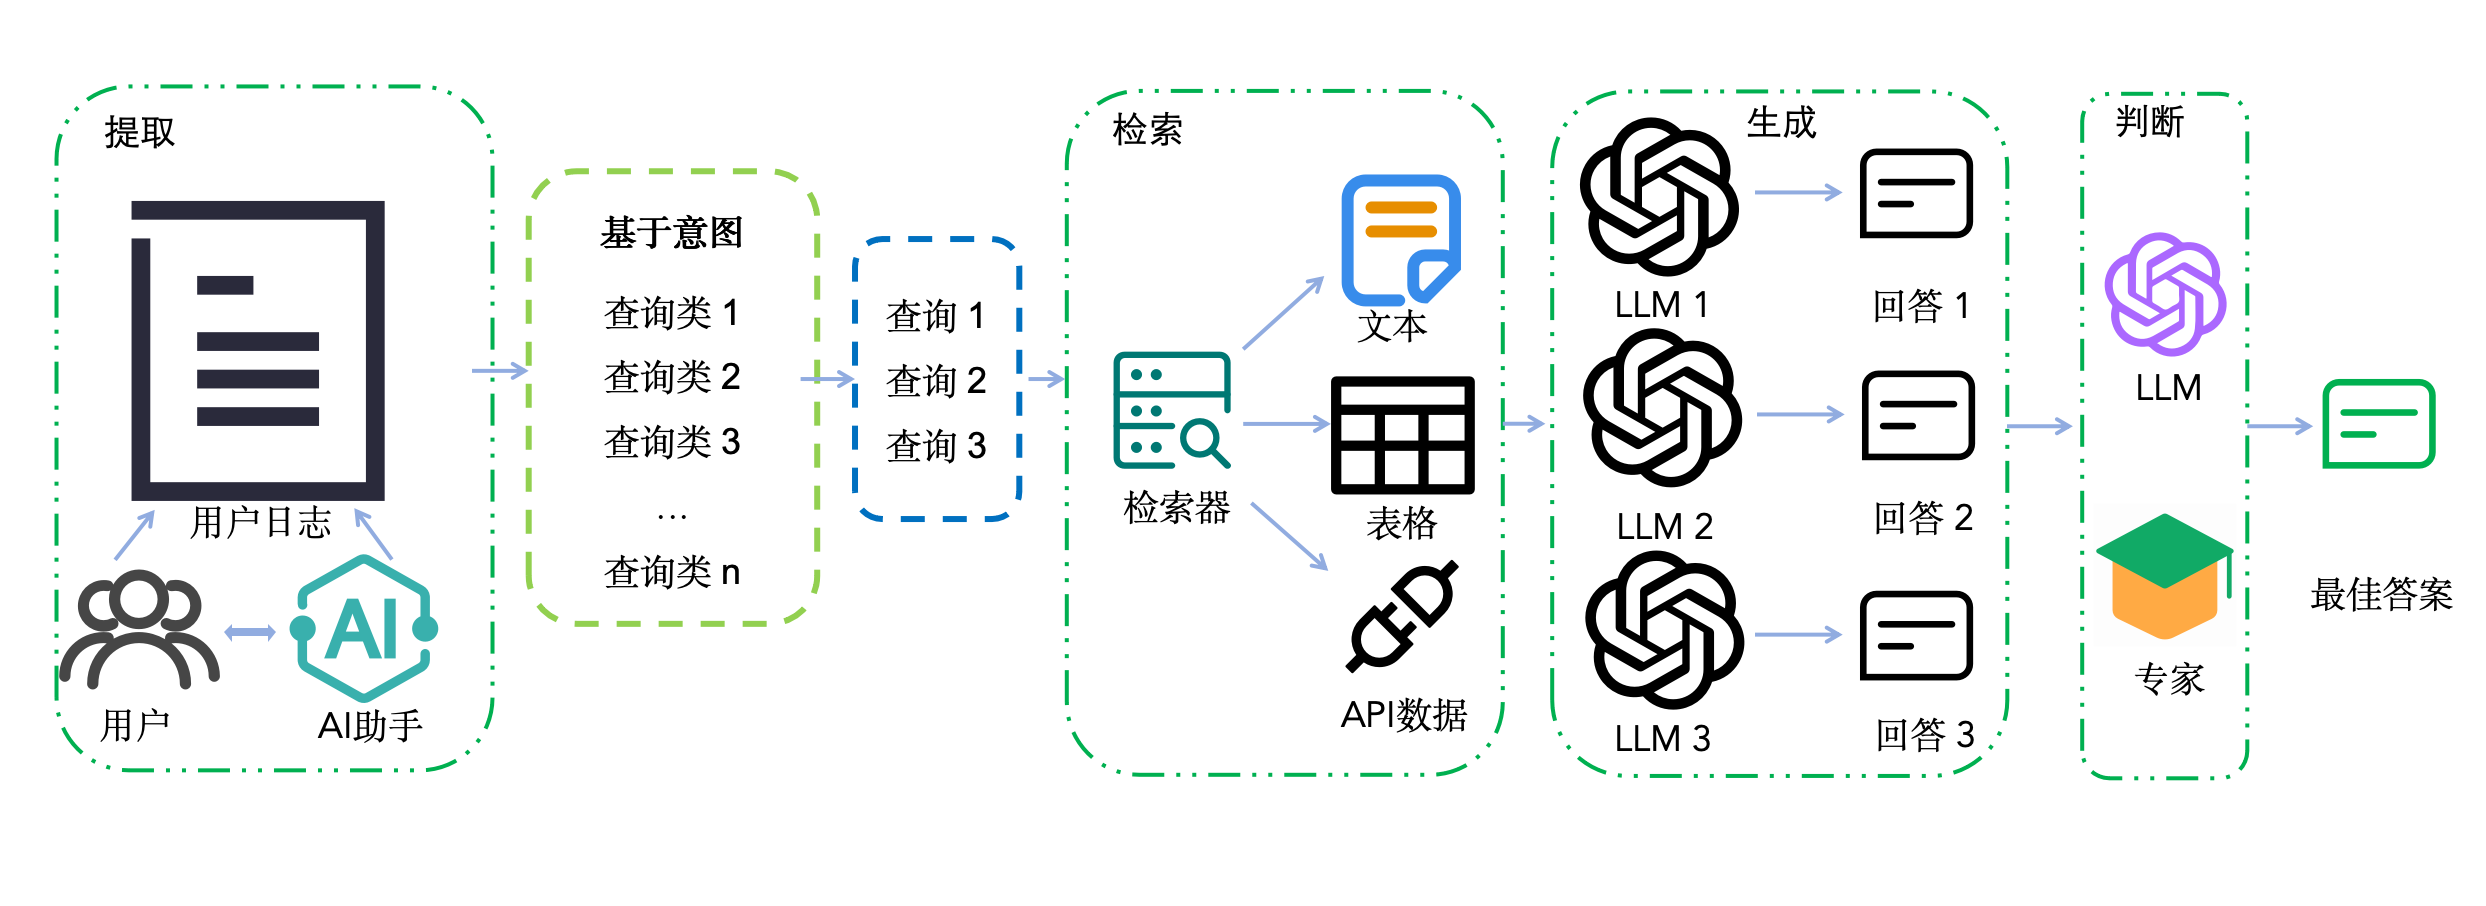 提取
用户日志
用户
AI
AI助手
基于意图
查询类 1
查询类 2
查询类 3
...
查询类 n
查询 1
查询 2
查询 3
检索
检索器
文本
表格
API数据
生成
LLM 1
回答 1
LLM 2
回答 2
LLM 3
回答 3
判断
LLM
专家
最佳答案